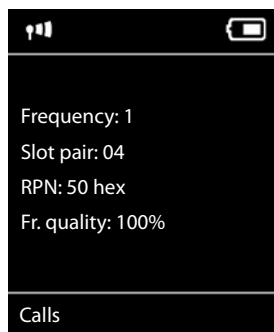 Frequency: 1
Slot pair: 04
RPN: 50 hex
Fr. quality: 100%
Calls